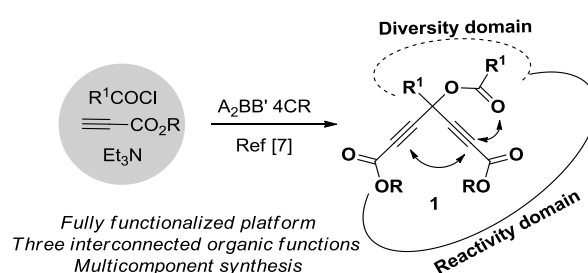 Diversity domain
R¹COCl
CO₂R
Et₃N
A₂BB' 4CR
Ref [7]
R¹
O
R¹
O
O
OR
O
RO
1
Reactivity domain
Fully functionalized platform
Three interconnected organic functions
Multicomponent synthesis